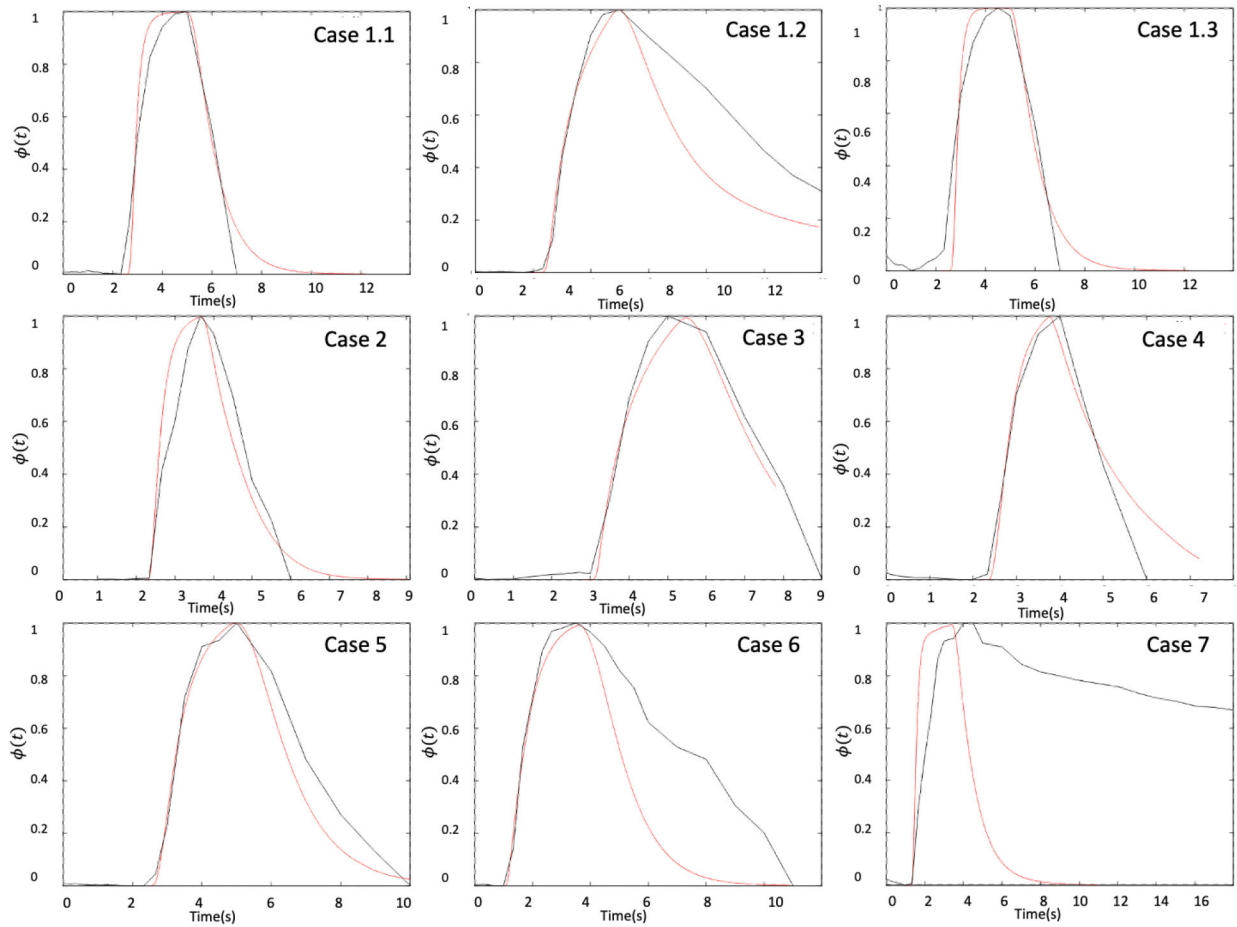 Case 1.1
1
0.8
0.6
0.4
0.2
0
ϕ(t)
0 2 4 6 8 10 12
Time(s)
Case 1.2
1
0.8
0.6
0.4
0.2
0
ϕ(t)
0 2 4 6 8 10 12
Time(s)
Case 1.3
1
0.8
0.6
0.4
0.2
0
ϕ(t)
0 2 4 6 8 10 12
Time(s)
Case 2
1
0.8
0.6
0.4
0.2
0
ϕ(t)
0 1 2 3 4 5 6 7 8 9
Time(s)
Case 3
1
0.8
0.6
0.4
0.2
0
ϕ(t)
0 1 2 3 4 5 6 7 8 9
Time(s)
Case 4
1
0.8
0.6
0.4
0.2
0
ϕ(t)
0 1 2 3 4 5 6 7
Time(s)
Case 5
1
0.8
0.6
0.4
0.2
0
ϕ(t)
0 2 4 6 8 10
Time(s)
Case 6
1
0.8
0.6
0.4
0.2
0
ϕ(t)
0 2 4 6 8 10
Time(s)
Case 7
1
0.8
0.6
0.4
0.2
0
ϕ(t)
0 2 4 6 8 10 12 14 16
Time(s)